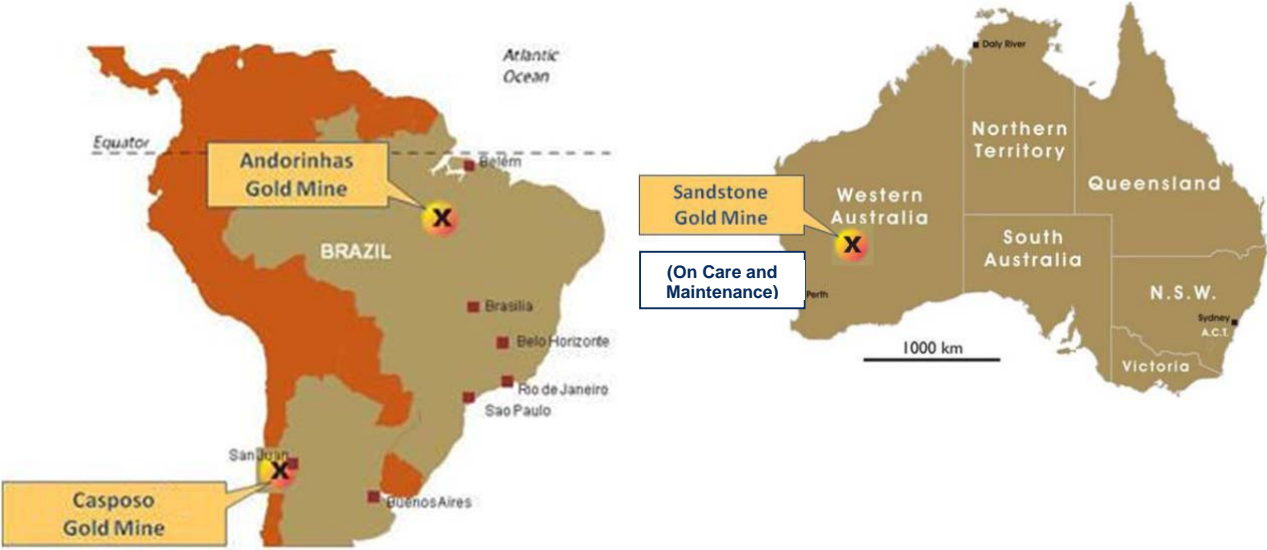 Atlantic
Ocean
Equator
Andorinhas
Gold Mine
Belém
BRAZIL
Brasilia
Belo Horizonte
Rio de Janeiro
Sao Paulo
San Juan
Buenos Aires
Casposo
Gold Mine
Daly River
Northern
Territory
Queensland
Sandstone
Gold Mine
Western
Australia
South
Australia
(On Care and
Maintenance)
Perth
N.S.W.
Sydney
A.C.T.
Victoria
1000 km
X
X
X